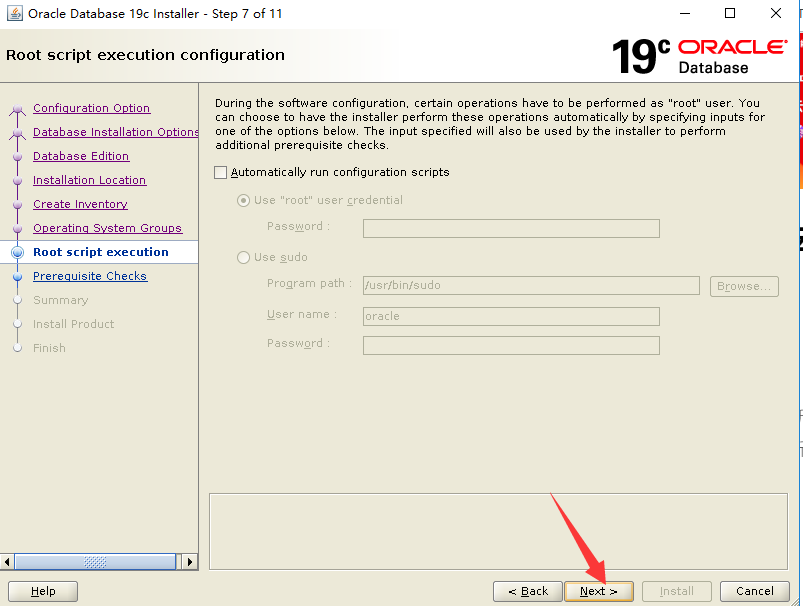 Oracle Database 19c Installer - Step 7 of 11
Root script execution configuration
19c ORACLE
Database
Configuration Option
Database Installation Options
Database Edition
Installation Location
Create Inventory
Operating System Groups
Root script execution
Prerequisite Checks
Summary
Install Product
Finish
During the software configuration, certain operations have to be performed as "root" user. You
can choose to have the installer perform these operations automatically by specifying inputs for
one of the options below. The input specified will also be used by the installer to perform
additional prerequisite checks.
Automatically run configuration scripts
Use "root" user credential
Password :
Use sudo
Program path : /usr/bin/sudo Browse...
User name : oracle
Password :
Help < Back Next > Install Cancel